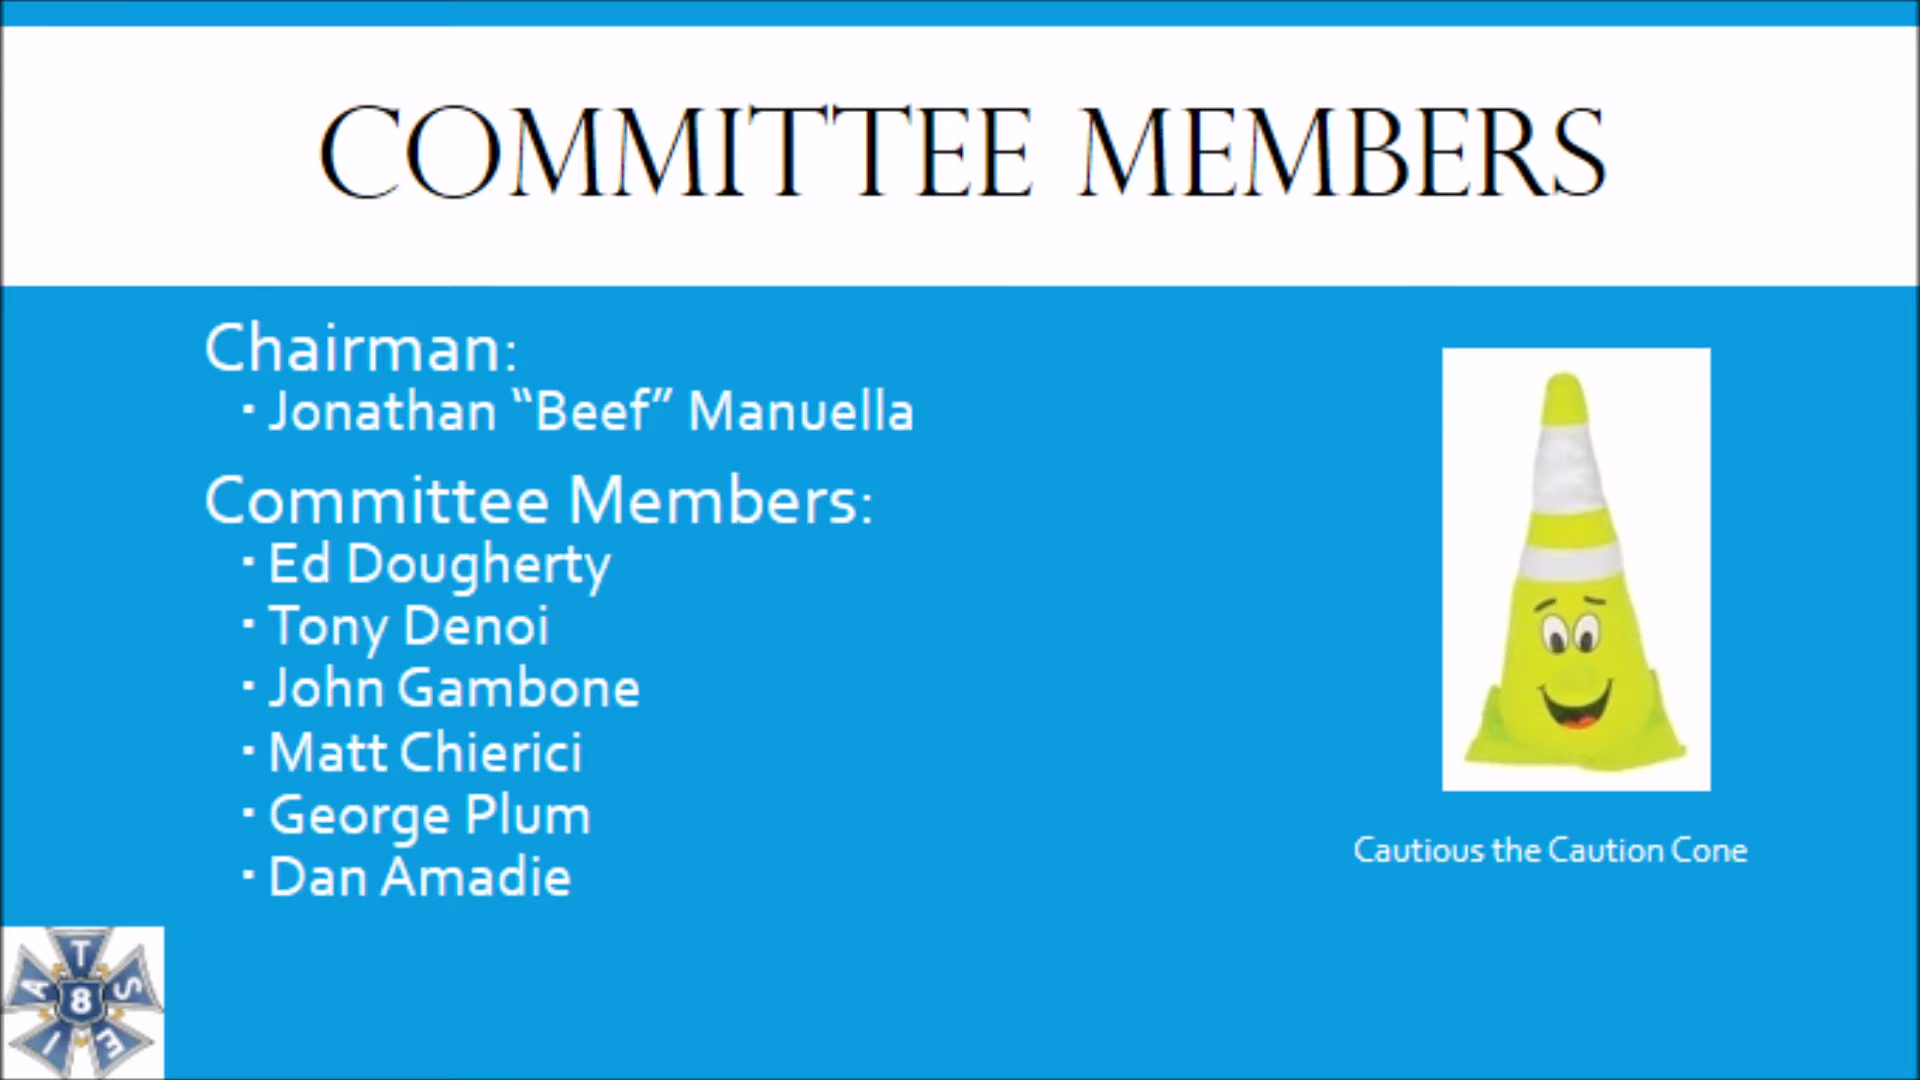 COMMITTEE MEMBERS
Chairman:
▪ Jonathan “Beef” Manuella
Committee Members:
▪ Ed Dougherty
▪ Tony Denoi
▪ John Gambone
▪ Matt Chierici
▪ George Plum
▪ Dan Amadie
Cautious the Caution Cone
I A T S E
8